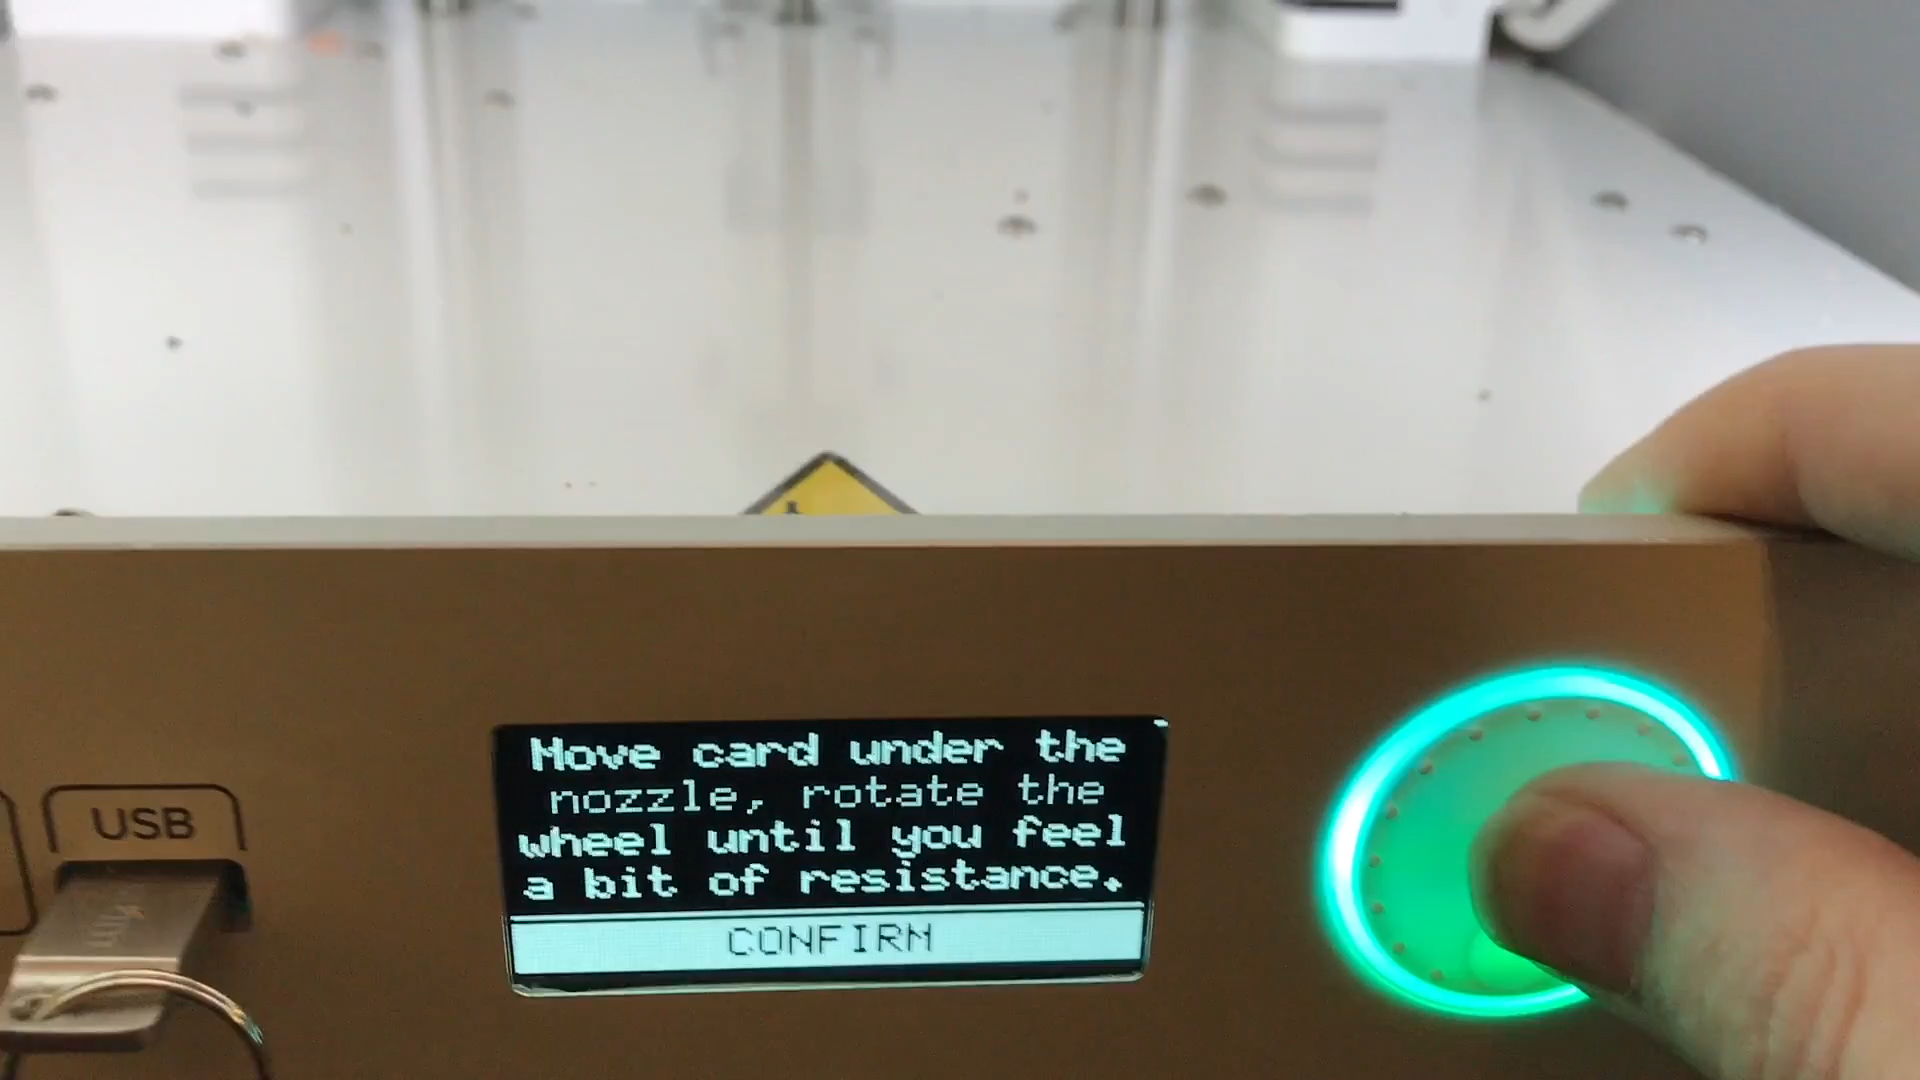 Move card under the
nozzle, rotate the
wheel until you feel
a bit of resistance.
CONFIRM
USB